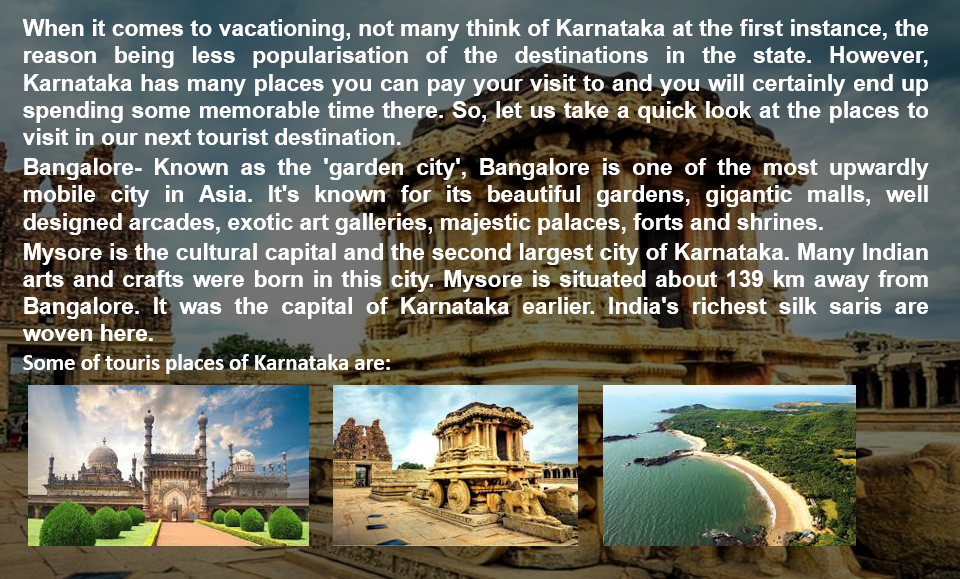 When it comes to vacationing, not many think of Karnataka at the first instance, the
reason being less popularisation of the destinations in the state. However,
Karnataka has many places you can pay your visit to and you will certainly end up
spending some memorable time there. So, let us take a quick look at the places to
visit in our next tourist destination.
Bangalore- Known as the 'garden city', Bangalore is one of the most upwardly
mobile city in Asia. It's known for its beautiful gardens, gigantic malls, well
designed arcades, exotic art galleries, majestic palaces, forts and shrines.
Mysore is the cultural capital and the second largest city of Karnataka. Many Indian
arts and crafts were born in this city. Mysore is situated about 139 km away from
Bangalore. It was the capital of Karnataka earlier. India's richest silk saris are
woven here.
Some of touris places of Karnataka are: